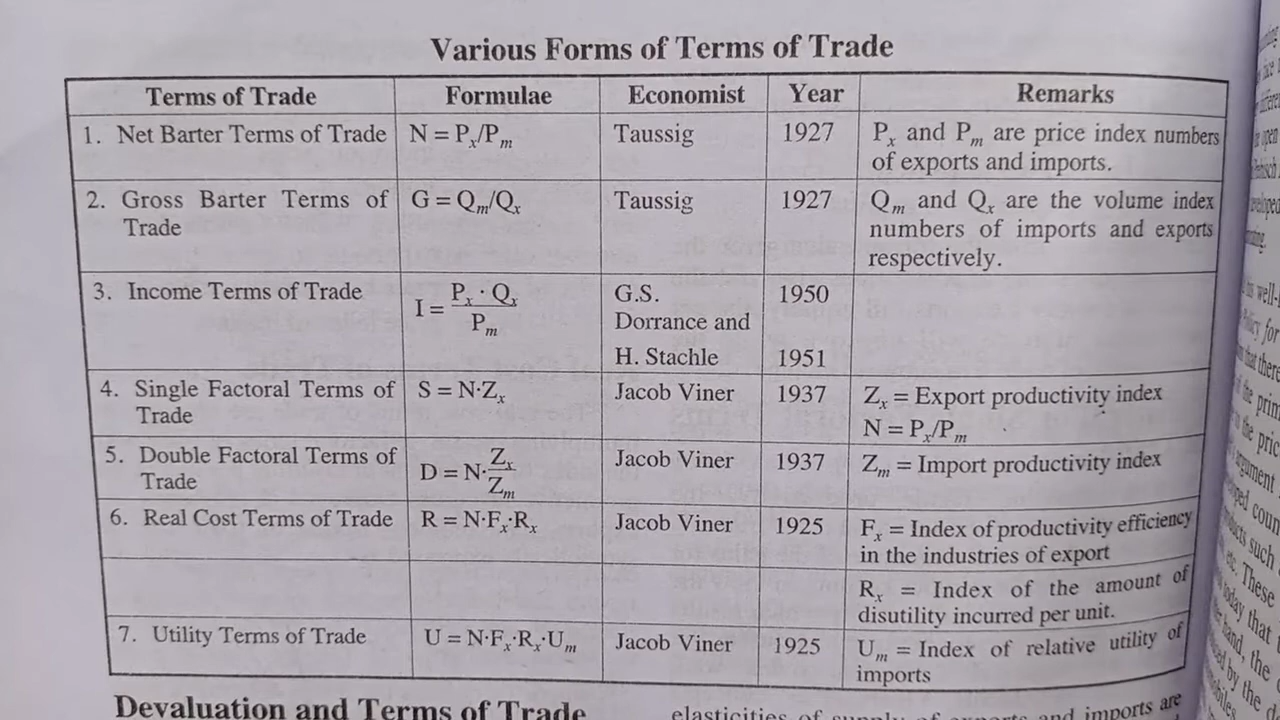 Various Forms of Terms of Trade
Terms of Trade Formulae Economist Year Remarks
1. Net Barter Terms of Trade N = Px/Pm Taussig 1927 Px and Pm are price index numbers
of exports and imports.
2. Gross Barter Terms of G = Qm/Qx Taussig 1927 Qm and Qx are the volume index
Trade numbers of imports and exports
respectively.
3. Income Terms of Trade I = Px · Qx / Pm G.S. 1950
Dorrance and
H. Stachle 1951
4. Single Factoral Terms of S = N·Zx Jacob Viner 1937 Zx = Export productivity index
Trade N = Px/Pm
5. Double Factoral Terms of D = N· Zx / Zm Jacob Viner 1937 Zm = Import productivity index
Trade
6. Real Cost Terms of Trade R = N·Fx·Rx Jacob Viner 1925 Fx = Index of productivity efficiency
in the industries of export
Rx = Index of the amount of
disutility incurred per unit.
7. Utility Terms of Trade U = N·Fx·Rx·Um Jacob Viner 1925 Um = Index of relative utility of
imports
Devaluation and Terms of Trade
elasticities of supply of exports and imports are